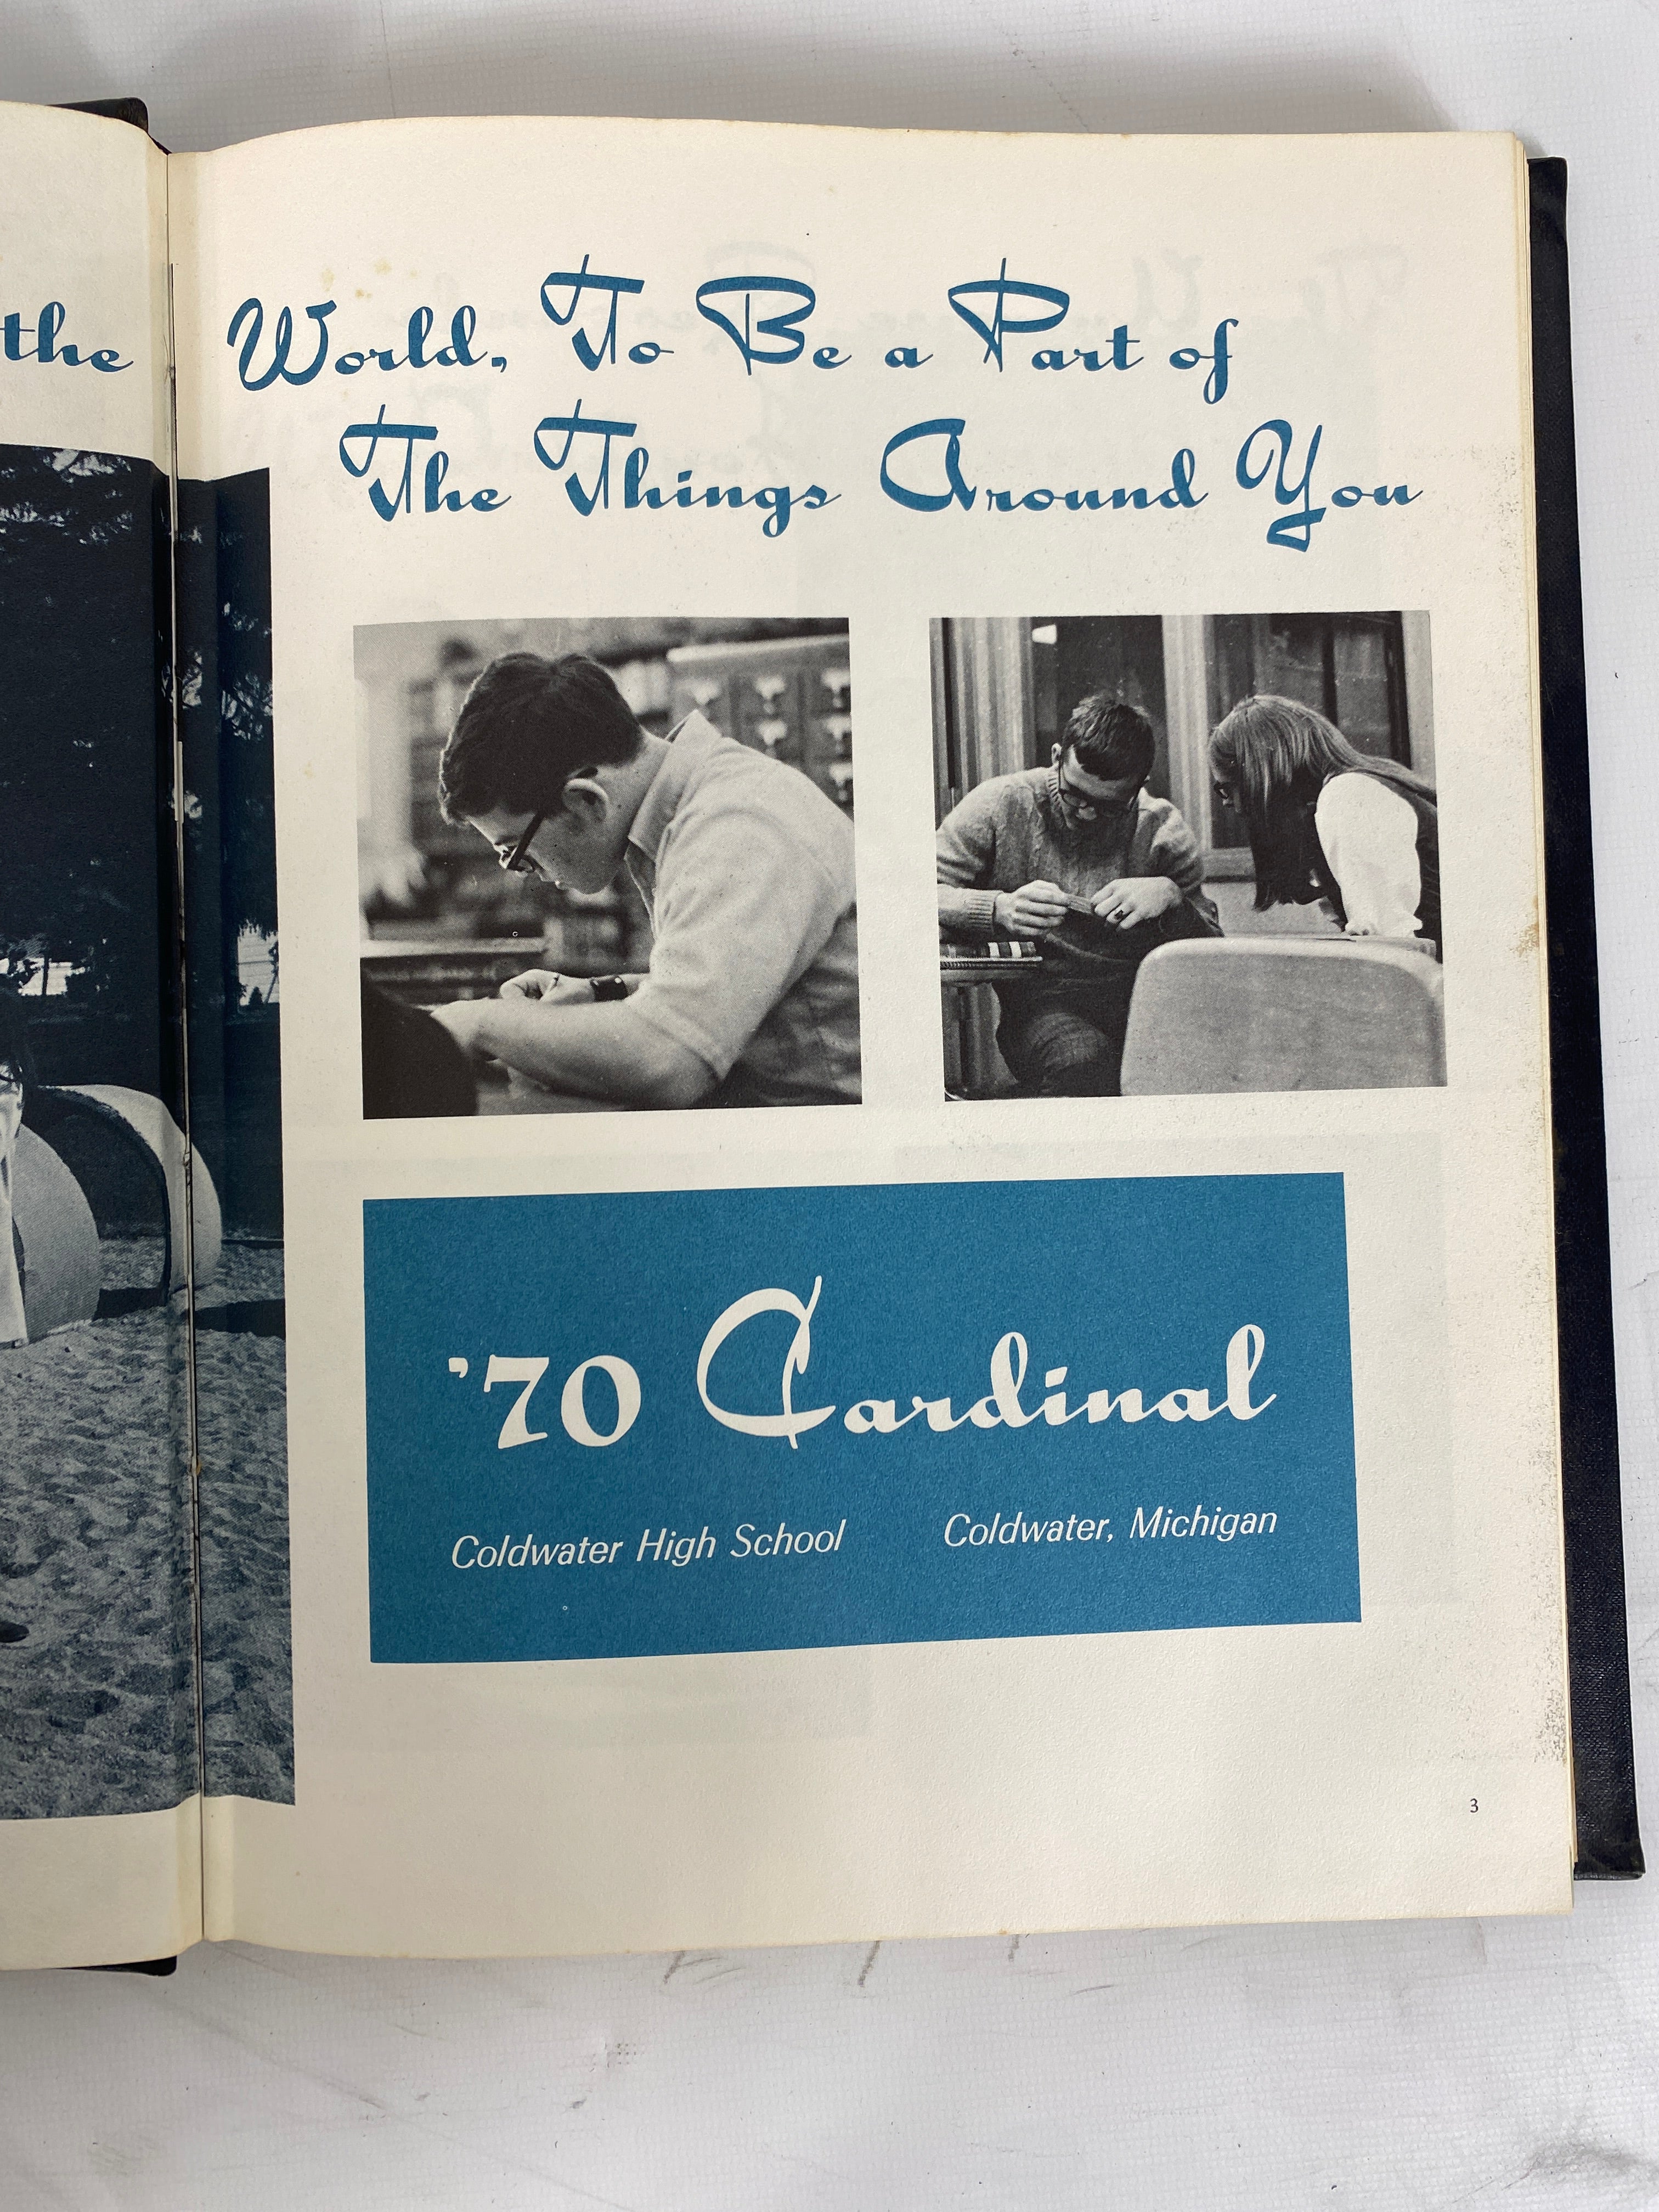 the World, To Be a Part of
The Things Around You
'70 Cardinal
Coldwater High School Coldwater, Michigan
3